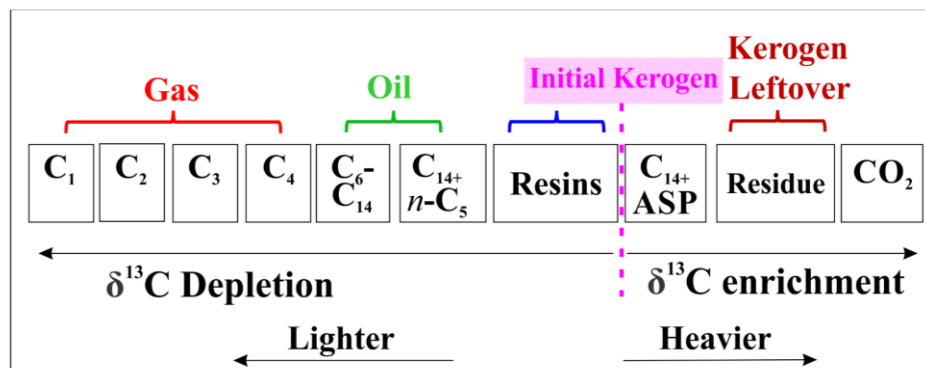 Kerogen
Leftover
Initial Kerogen
Gas
Oil
C₁
C₂
C₃
C₄
C₆-
C₁₄
C₁₄₊
n-C₅
Resins
C₁₄₊
ASP
Residue
CO₂
δ¹³C Depletion
δ¹³C enrichment
Lighter
Heavier